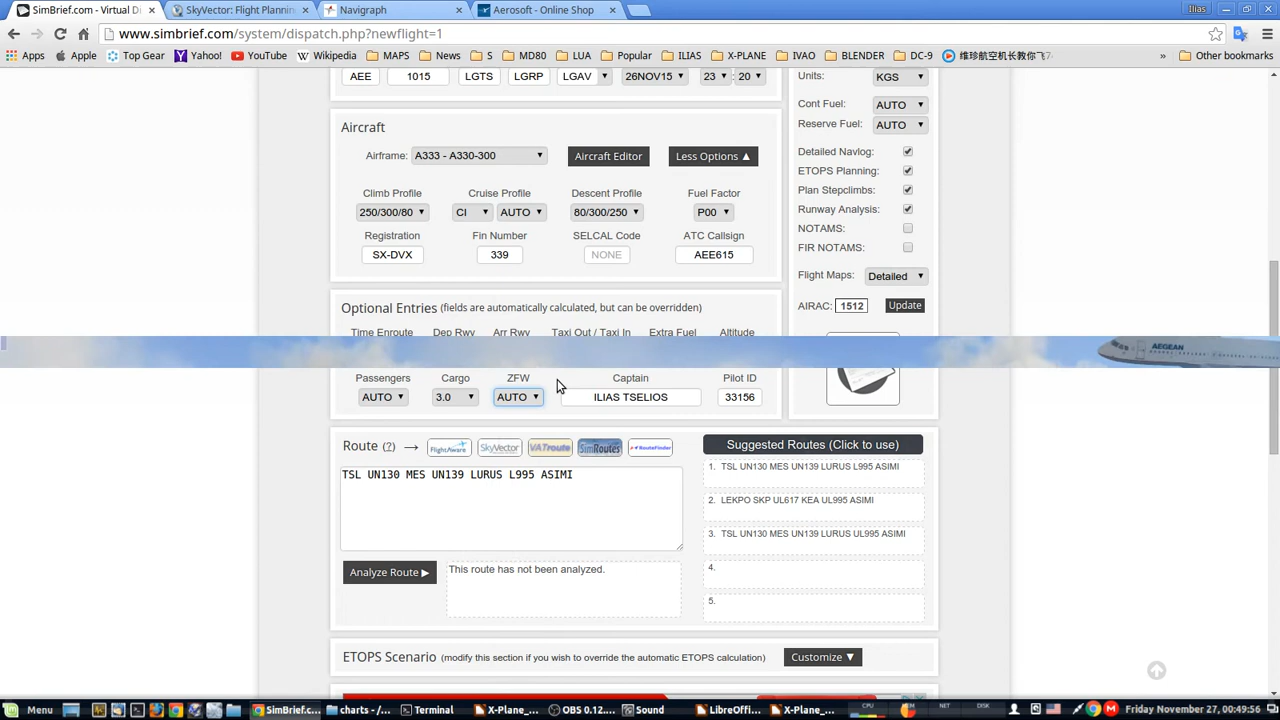 SimBrief.com - Virtual D
SkyVector: Flight Plannin
Navigraph
Aerosoft - Online Shop
Ilias
www.simbrief.com/system/dispatch.php?newflight=1
Apps Apple Top Gear Yahoo! YouTube Wikipedia MAPS News S MD80 LUA Popular ILIAS X-PLANE IVAO BLENDER DC-9 Other bookmarks
AEE 1015 LGTS LGRP LGAV 26NOV15 23 20
Units: KGS
Cont Fuel: AUTO
Reserve Fuel: AUTO
Detailed Navlog:
ETOPS Planning:
Plan Stepclimbs:
Runway Analysis:
NOTAMS:
FIR NOTAMS:
Flight Maps: Detailed
AIRAC: 1512 Update
Aircraft
Airframe: A333 - A330-300 Aircraft Editor Less Options ▲
Climb Profile Cruise Profile Descent Profile Fuel Factor
250/300/80 CI AUTO 80/300/250 P00
Registration Fin Number SELCAL Code ATC Callsign
SX-DVX 339 NONE AEE615
Optional Entries (fields are automatically calculated, but can be overridden)
Time Enroute Dep Rwy Arr Rwy Taxi Out / Taxi In Extra Fuel Altitude
AEGEAN
Passengers Cargo ZFW Captain Pilot ID
AUTO 3.0 AUTO ILIAS TSELIOS 33156
Route (?) → FlightAware SkyVector VATroute SimRoutes RouteFinder
TSL UN130 MES UN139 LURUS L995 ASIMI
Suggested Routes (Click to use)
1. TSL UN130 MES UN139 LURUS L995 ASIMI
2. LEKPO SKP UL617 KEA UL995 ASIMI
3. TSL UN130 MES UN139 LURUS UL995 ASIMI
4.
5.
Analyze Route ▶ This route has not been analyzed.
ETOPS Scenario (modify this section if you wish to override the automatic ETOPS calculation) Customize ▼
Menu SimBrief.c... charts - /... Terminal X-Plane_... OBS 0.12.... Sound LibreOffi... X-Plane_... CPU MEM NET DISK Friday November 27, 00:49:56